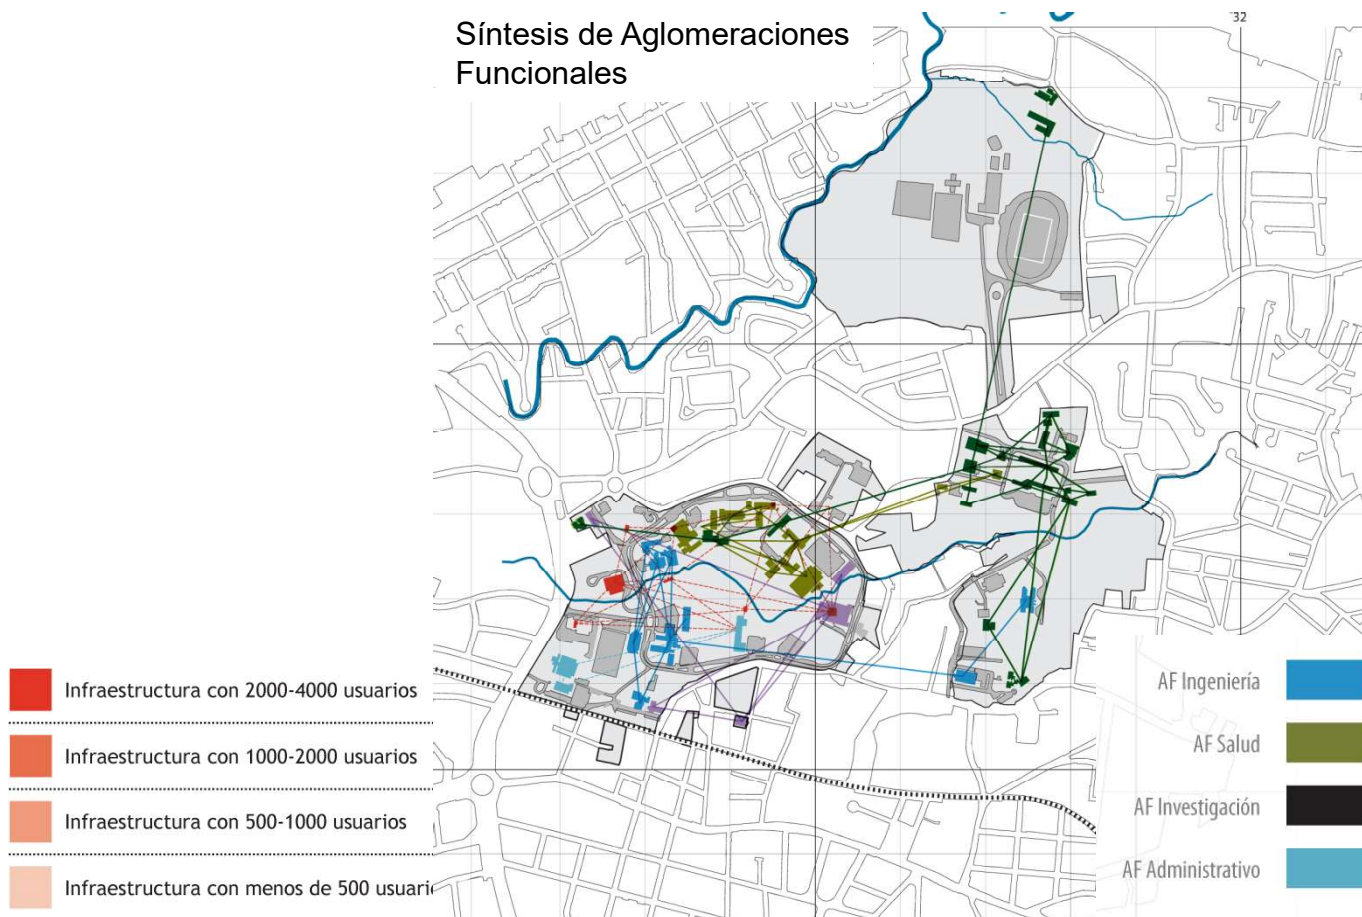 Síntesis de Aglomeraciones
Funcionales
32
Infraestructura con 2000-4000 usuarios
Infraestructura con 1000-2000 usuarios
Infraestructura con 500-1000 usuarios
Infraestructura con menos de 500 usuari
AF Ingeniería
AF Salud
AF Investigación
AF Administrativo